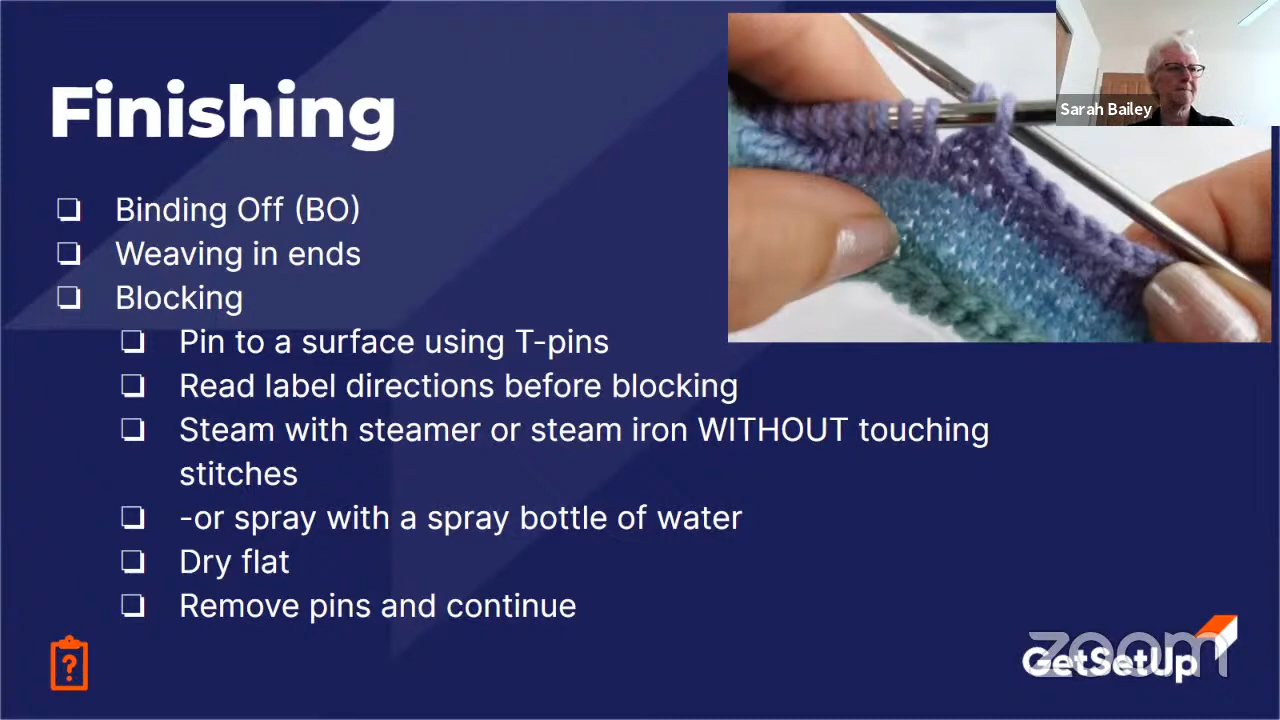 Finishing
Sarah Bailey
❏ Binding Off (BO)
❏ Weaving in ends
❏ Blocking
❏ Pin to a surface using T-pins
❏ Read label directions before blocking
❏ Steam with steamer or steam iron WITHOUT touching
stitches
❏ -or spray with a spray bottle of water
❏ Dry flat
❏ Remove pins and continue
?
zoom
GetSetUp